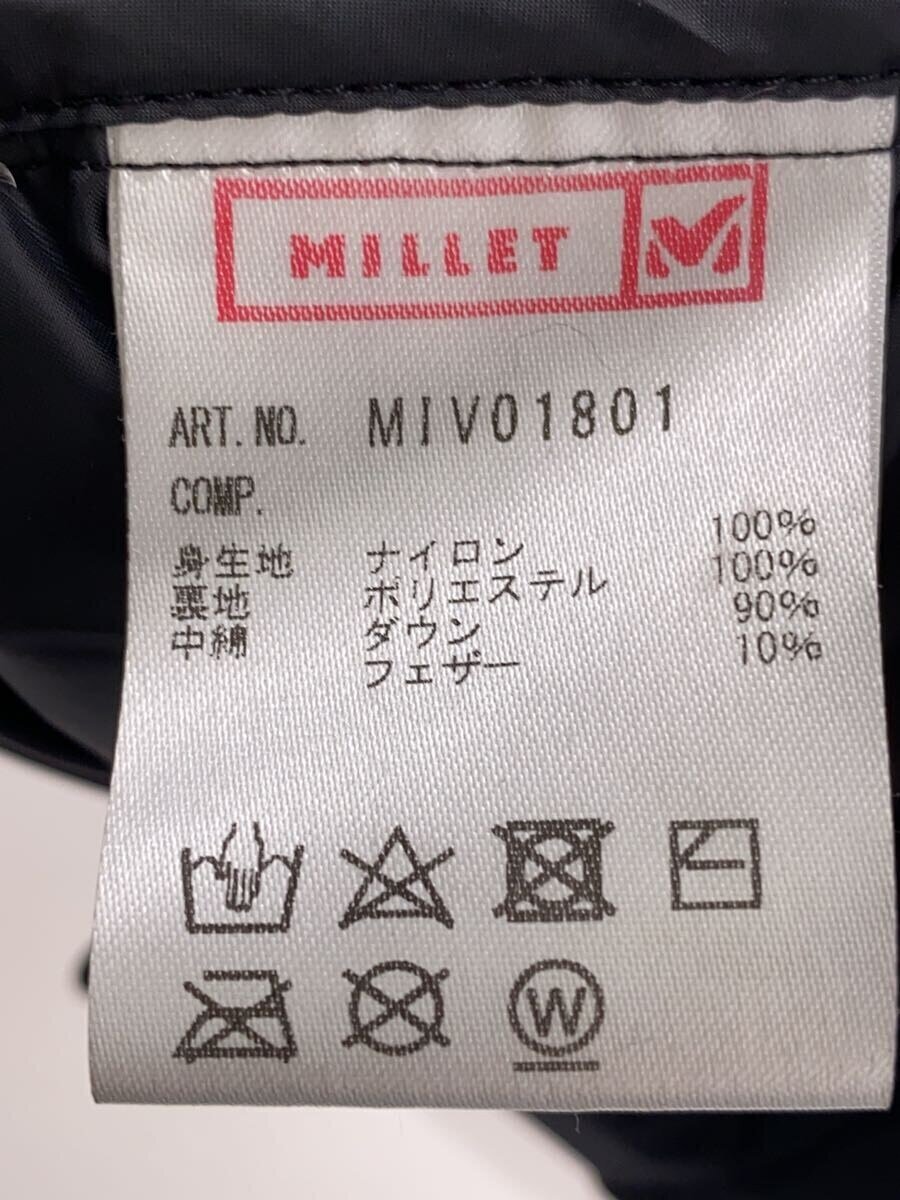 MILLET
ART.NO. MIV01801
COMP.
身生地 ナイロン 100%
裏地 ポリエステル 100%
中綿 ダウン 90%
フェザー 10%
W